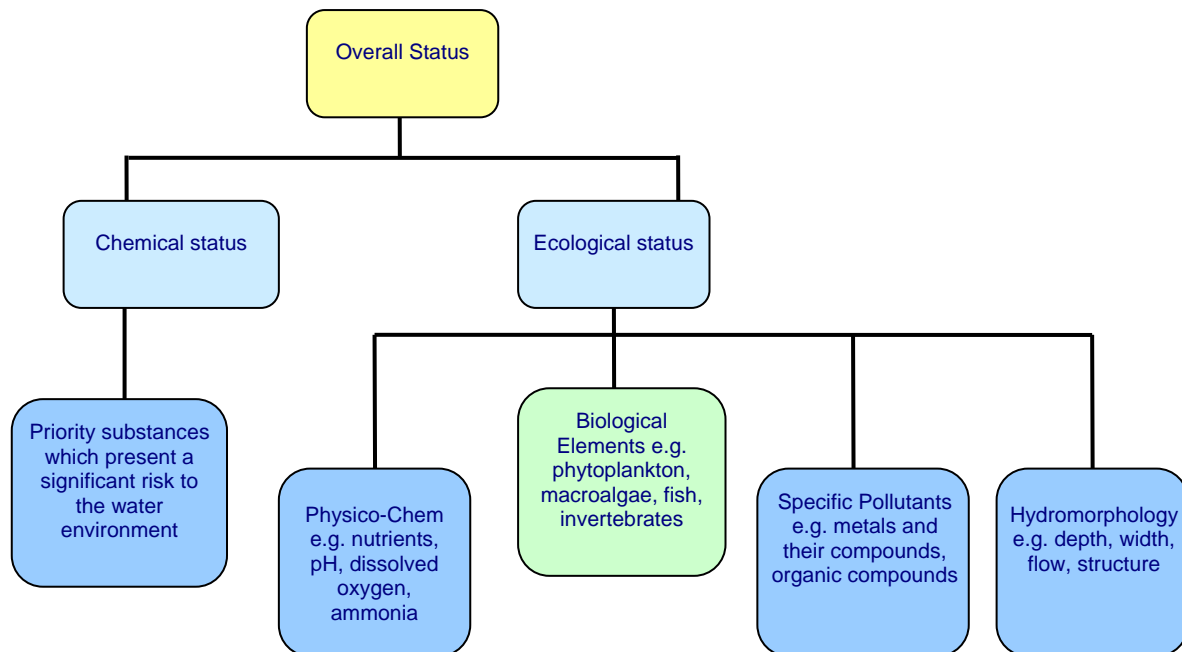 Overall Status
Chemical status
Ecological status
Priority substances
which present a
significant risk to
the water
environment
Physico-Chem
e.g. nutrients,
pH, dissolved
oxygen,
ammonia
Biological
Elements e.g.
phytoplankton,
macroalgae, fish,
invertebrates
Specific Pollutants
e.g. metals and
their compounds,
organic compounds
Hydromorphology
e.g. depth, width,
flow, structure